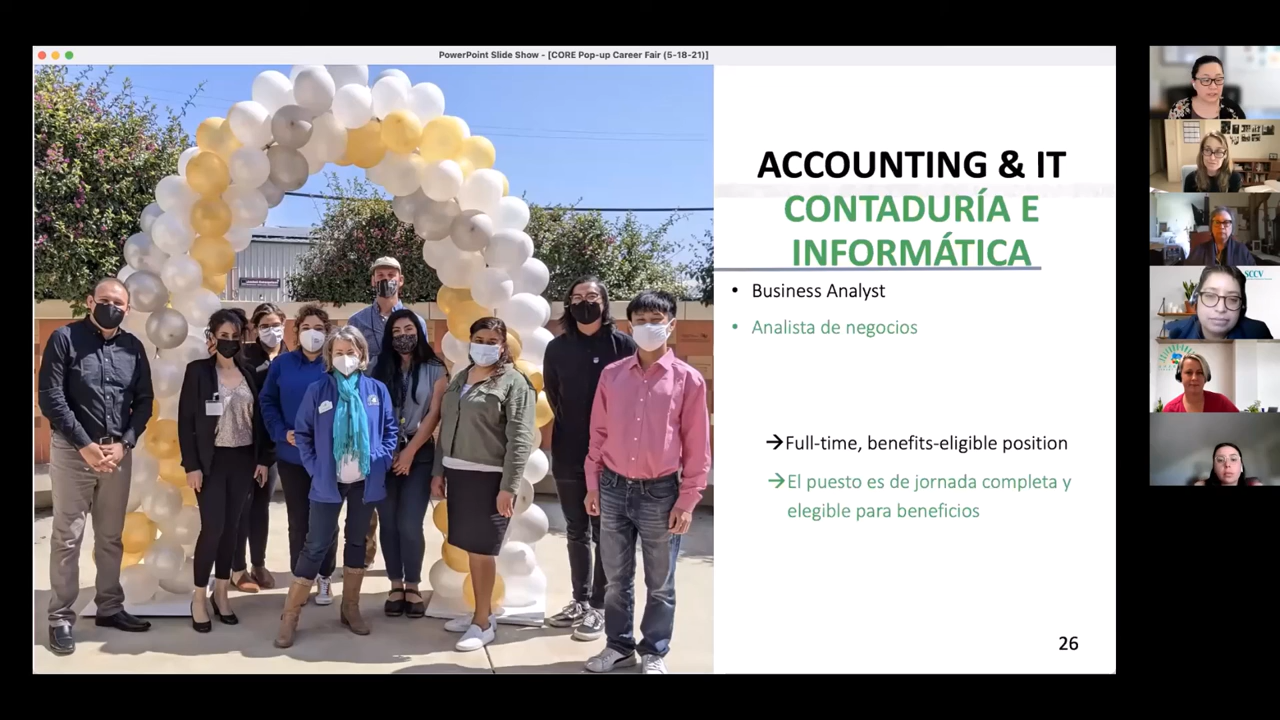 PowerPoint Slide Show - [CORE Pop-up Career Fair (5-18-21)]
ACCOUNTING & IT
CONTADURÍA E
INFORMÁTICA
• Business Analyst
• Analista de negocios
→Full-time, benefits-eligible position
→El puesto es de jornada completa y
elegible para beneficios
26
SCCV